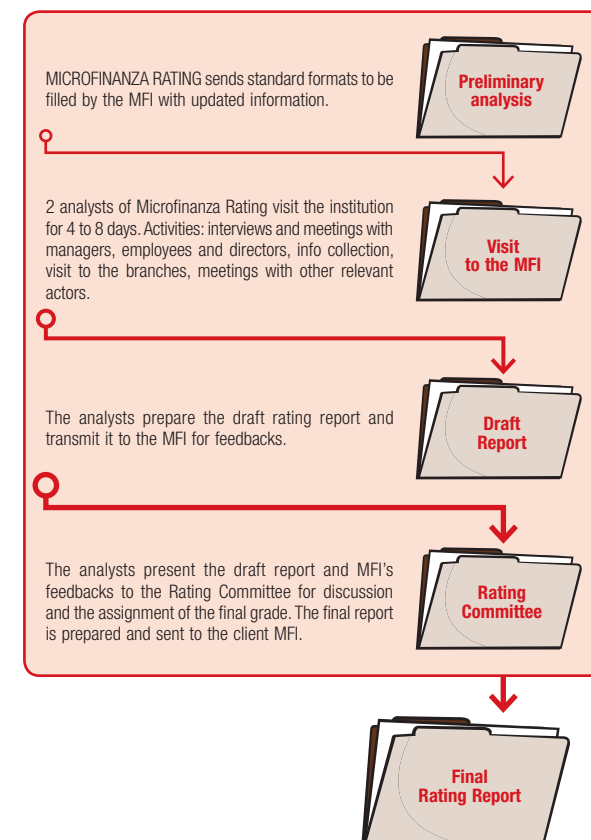 MICROFINANZA RATING sends standard formats to be
filled by the MFI with updated information.
Preliminary
analysis
2 analysts of Microfinanza Rating visit the institution
for 4 to 8 days. Activities: interviews and meetings with
managers, employees and directors, info collection,
visit to the branches, meetings with other relevant
actors.
Visit
to the MFI
The analysts prepare the draft rating report and
transmit it to the MFI for feedbacks.
Draft
Report
The analysts present the draft report and MFI's
feedbacks to the Rating Committee for discussion
and the assignment of the final grade. The final report
is prepared and sent to the client MFI.
Rating
Committee
Final
Rating Report